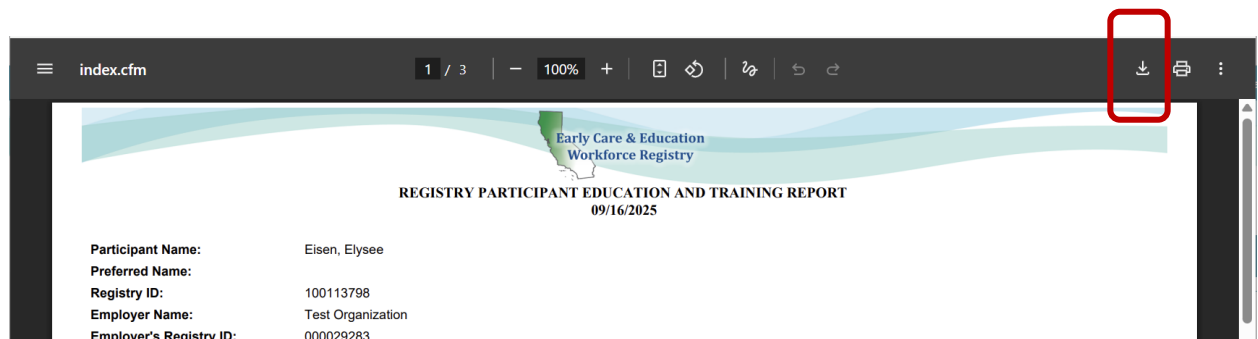 index.cfm 1 / 3 100%
Early Care & Education
Workforce Registry
REGISTRY PARTICIPANT EDUCATION AND TRAINING REPORT
09/16/2025
Participant Name: Eisen, Elysee
Preferred Name:
Registry ID: 100113798
Employer Name: Test Organization
Employer's Registry ID: 000029283